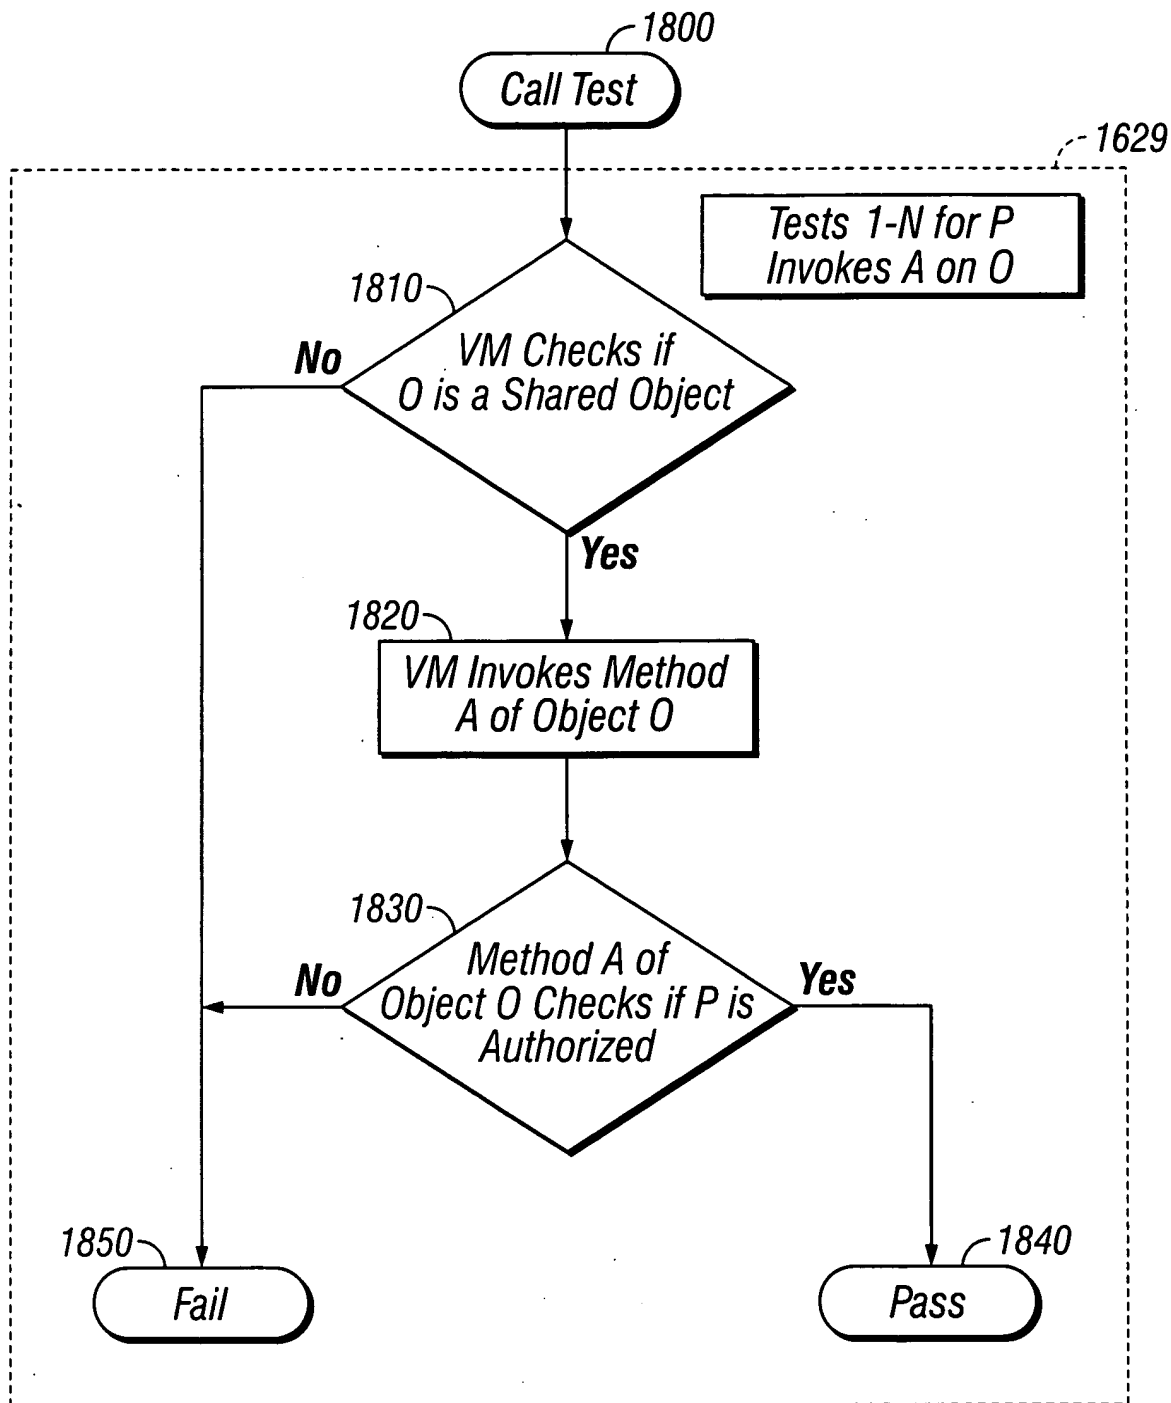 1800
Call Test
1629
Tests 1-N for P
Invokes A on O
1810
No
VM Checks if
O is a Shared Object
Yes
1820
VM Invokes Method
A of Object O
1830
No
Method A of
Object O Checks if P is
Authorized
Yes
1850
Fail
1840
Pass